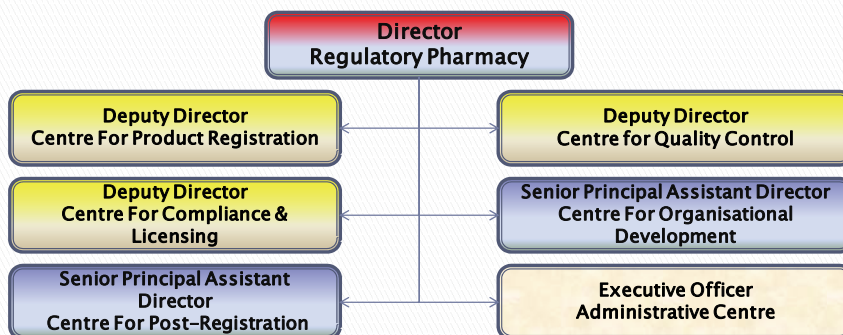 Director
Regulatory Pharmacy
Deputy Director
Centre For Product Registration
Deputy Director
Centre for Quality Control
Deputy Director
Centre For Compliance &
Licensing
Senior Principal Assistant Director
Centre For Organisational
Development
Senior Principal Assistant
Director
Centre For Post-Registration
Executive Officer
Administrative Centre